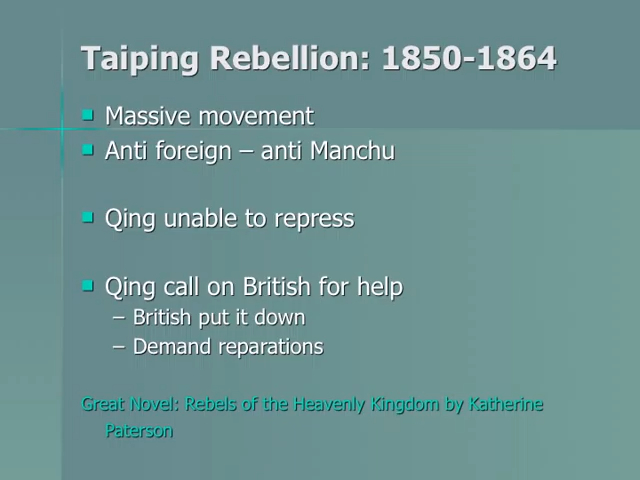 Taiping Rebellion: 1850-1864
Massive movement
Anti foreign – anti Manchu
Qing unable to repress
Qing call on British for help
– British put it down
– Demand reparations
Great Novel: Rebels of the Heavenly Kingdom by Katherine
Paterson